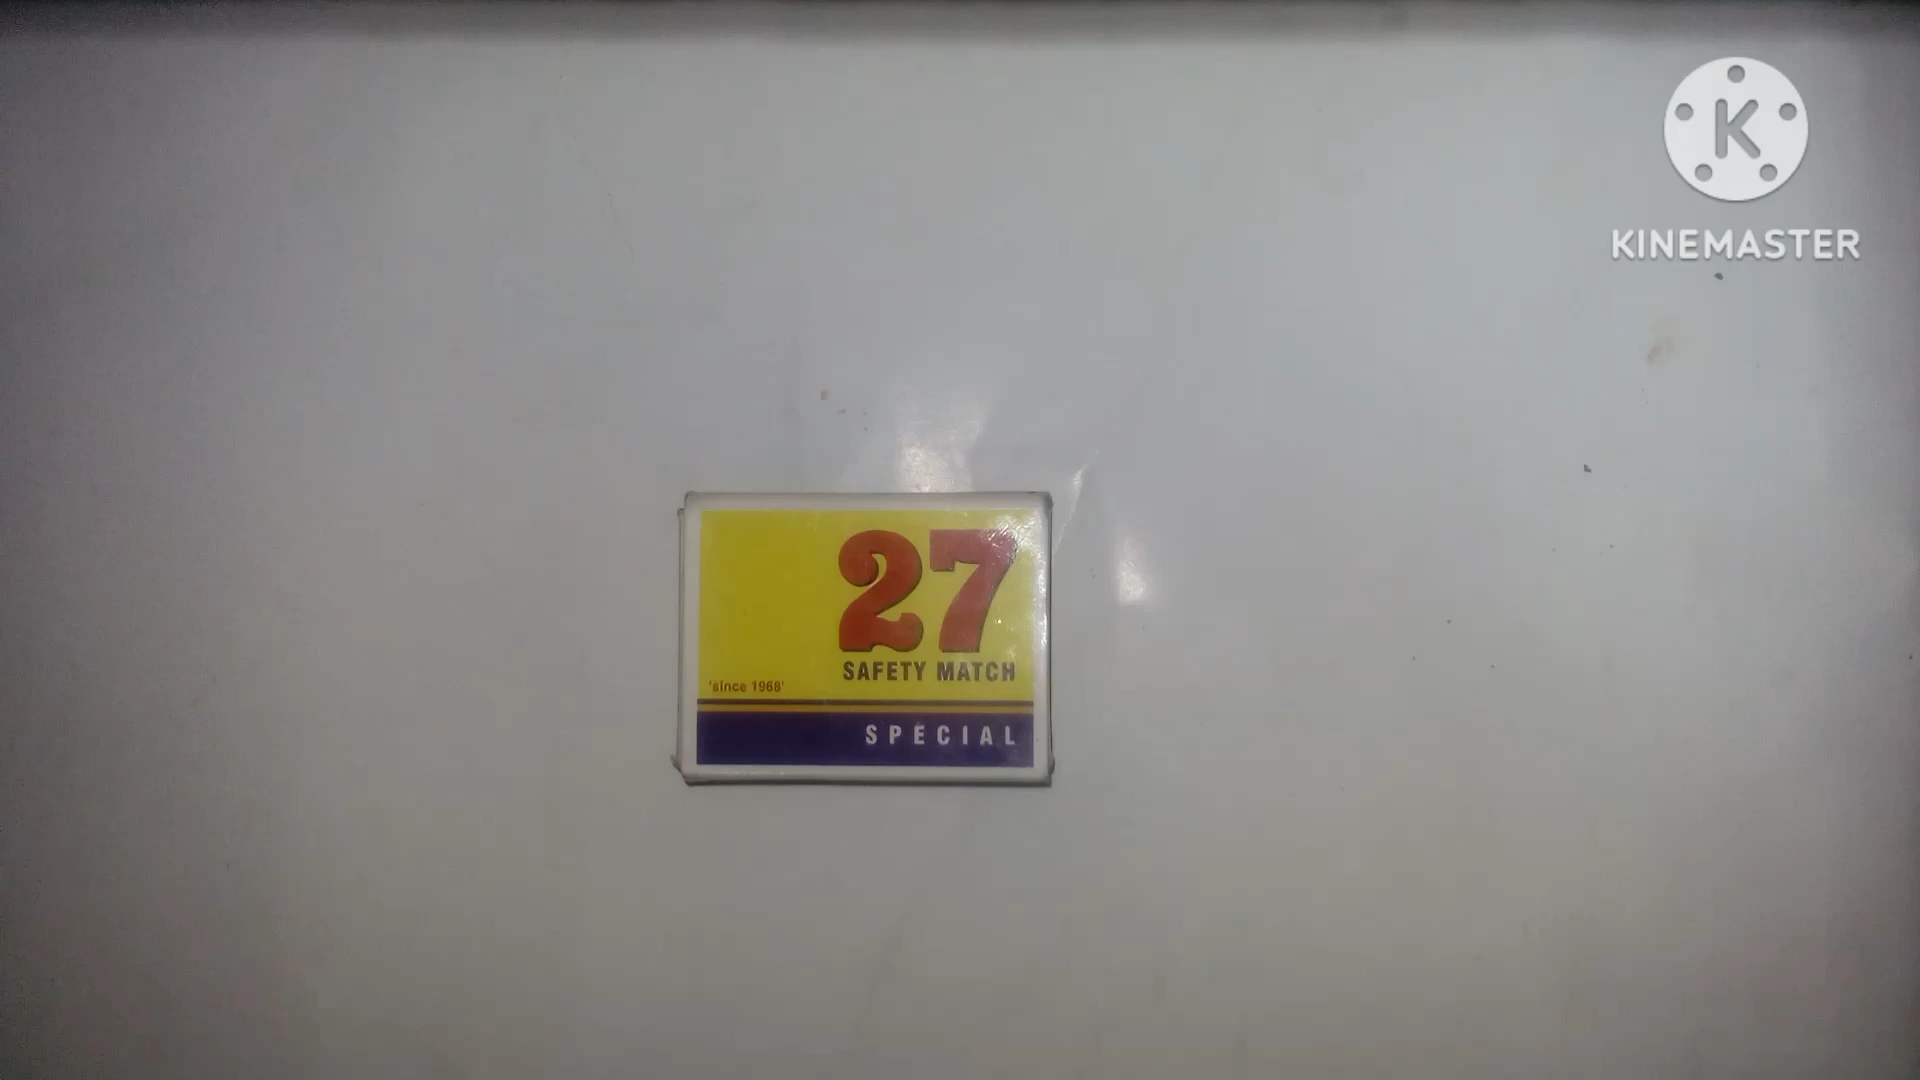 K
KINEMASTER
27
SAFETY MATCH
'since 1968'
SPECIAL